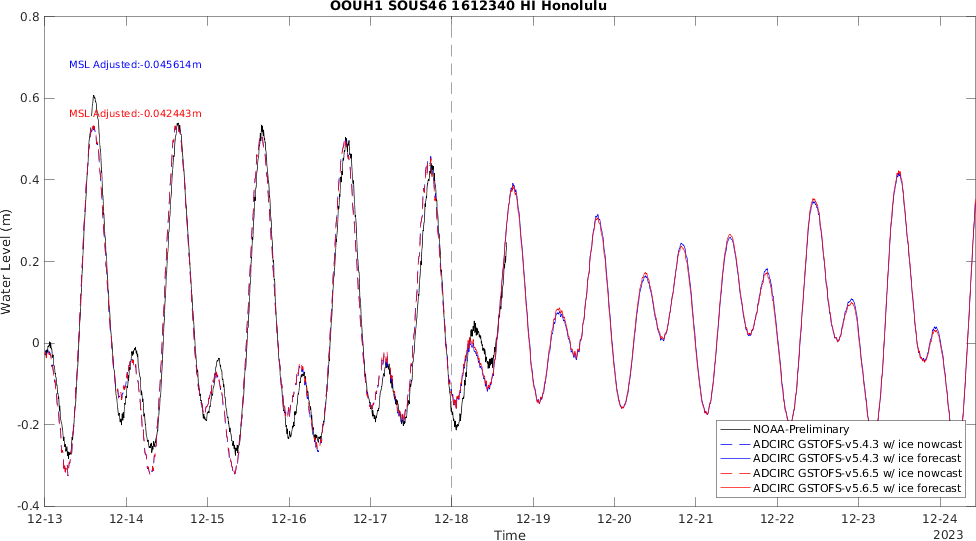 OOUH1 SOUS46 1612340 HI Honolulu
0.8
0.6
0.4
0.2
0
-0.2
-0.4
Water Level (m)
MSL Adjusted:-0.045614m
MSL Adjusted:-0.042443m
NOAA-Preliminary
ADCIRC GSTOFS-v5.4.3 w/ ice nowcast
ADCIRC GSTOFS-v5.4.3 w/ ice forecast
ADCIRC GSTOFS-v5.6.5 w/ ice nowcast
ADCIRC GSTOFS-v5.6.5 w/ ice forecast
12-13 12-14 12-15 12-16 12-17 12-18 12-19 12-20 12-21 12-22 12-23 12-24
Time
2023